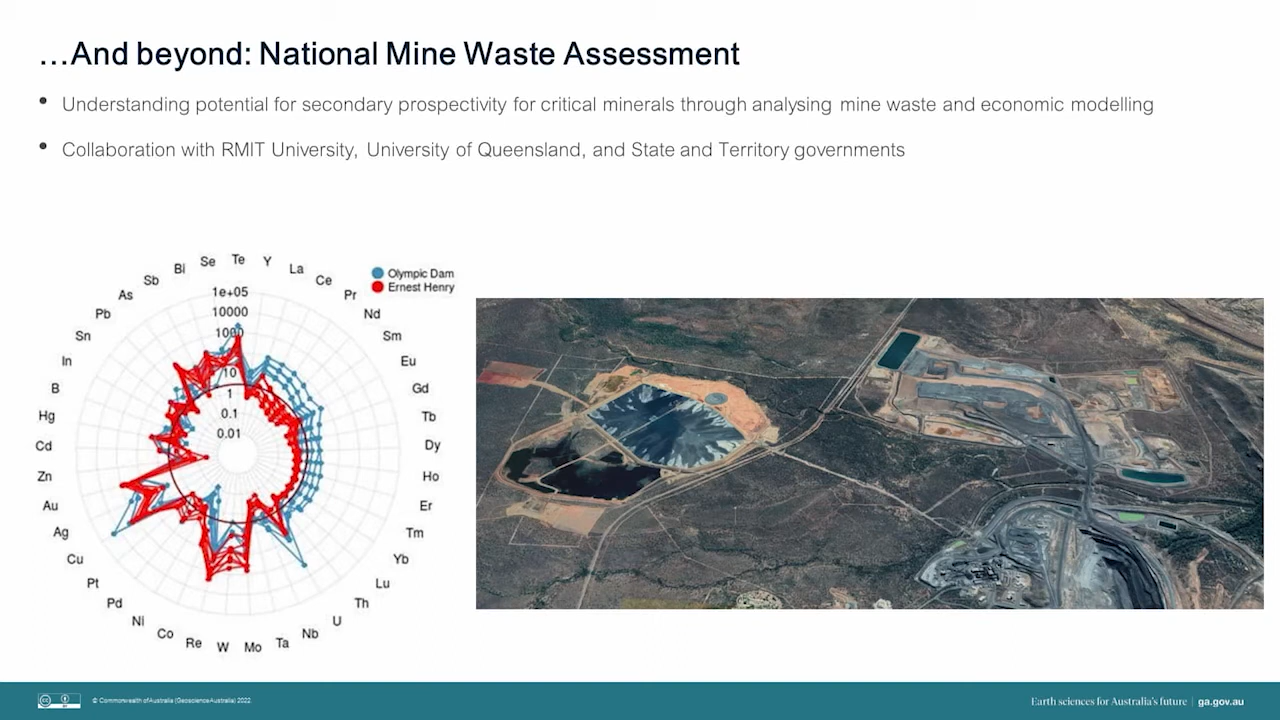 …And beyond: National Mine Waste Assessment
• Understanding potential for secondary prospectivity for critical minerals through analysing mine waste and economic modelling
• Collaboration with RMIT University, University of Queensland, and State and Territory governments
Te
Y
La
Ce
Pr
Nd
Sm
Eu
Gd
Tb
Dy
Ho
Er
Tm
Yb
Lu
Th
U
Nb
Ta
Mo
W
Re
Co
Ni
Pd
Pt
Cu
Ag
Au
Zn
Cd
Hg
B
In
Sn
Pb
As
Sb
Bi
Se
1e+05
10000
1000
10
1
0.1
0.01
Olympic Dam
Ernest Henry
© Commonwealth of Australia (Geoscience Australia) 2022
Earth sciences for Australia's future | ga.gov.au